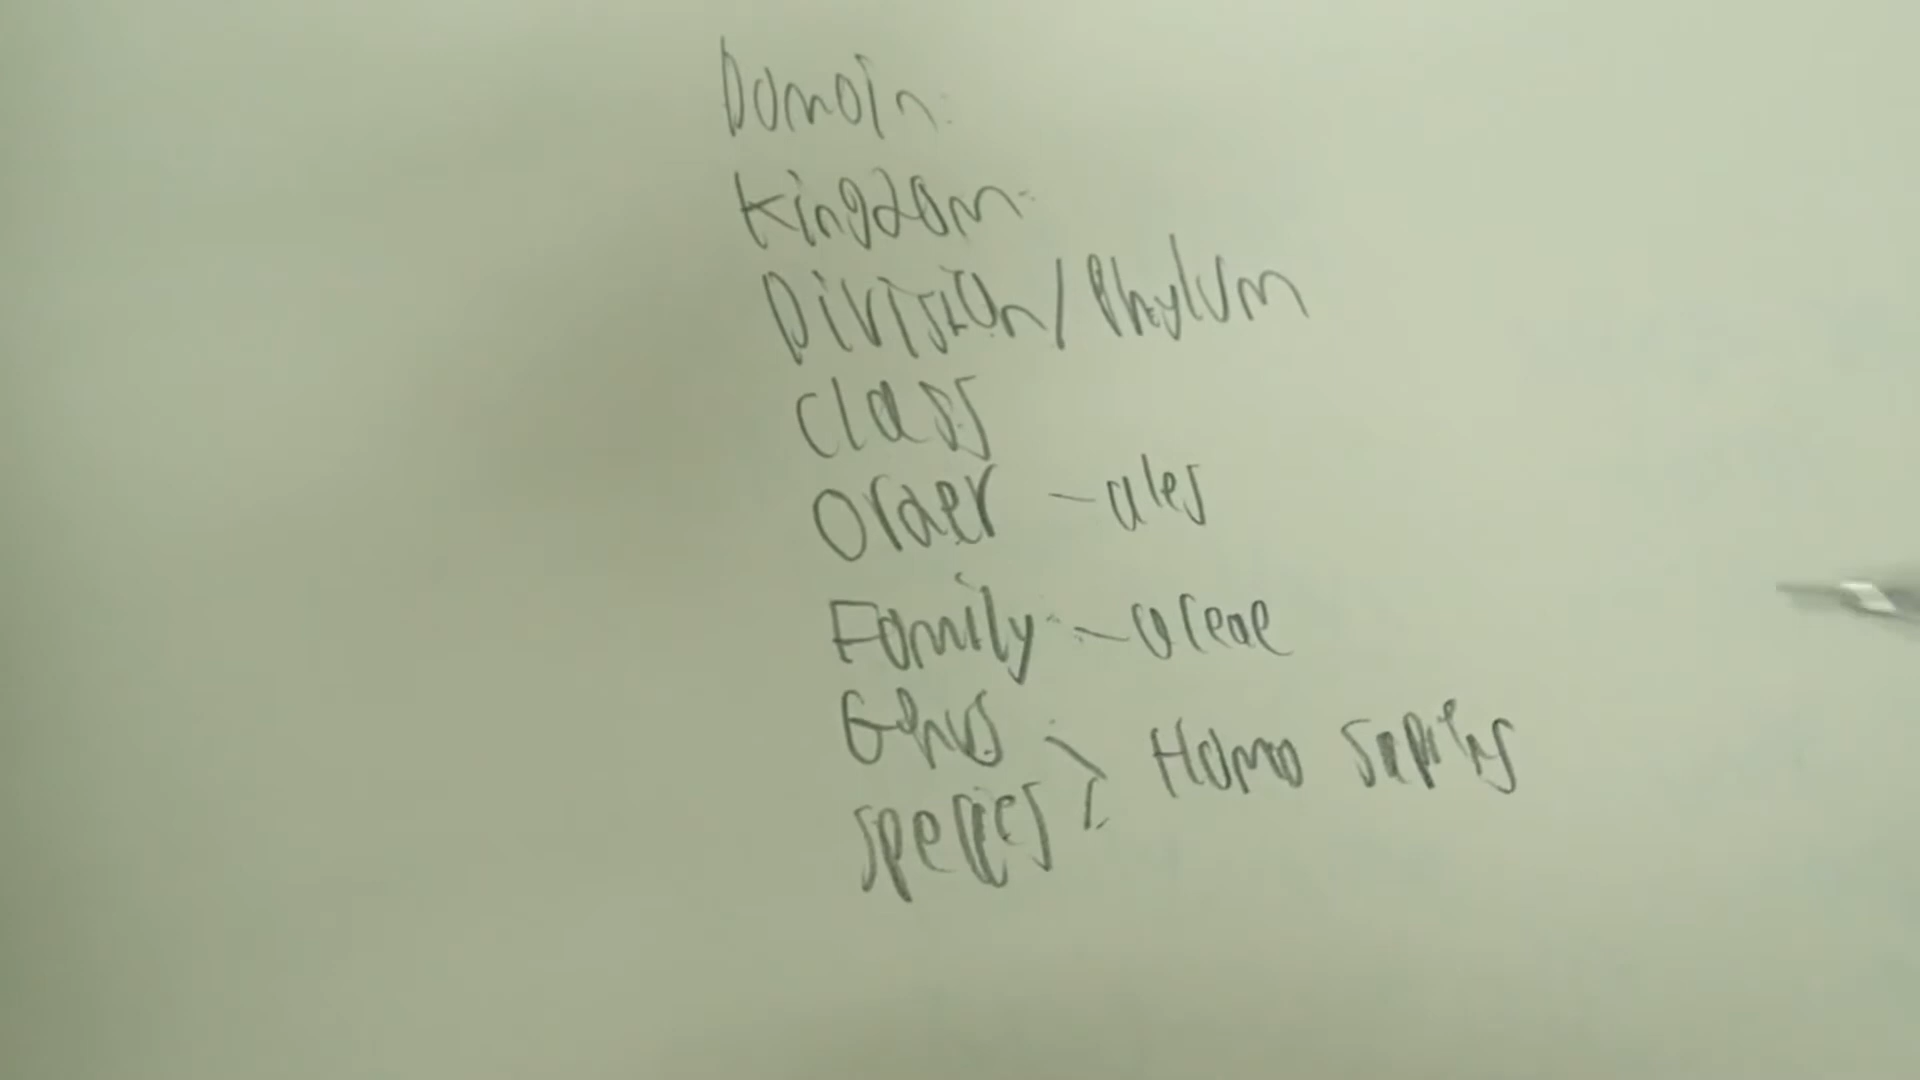 Domain
Kingdom
Division/Phylum
Class
Order - ales
Family - aceae
Genus
Species } Homo sapiens